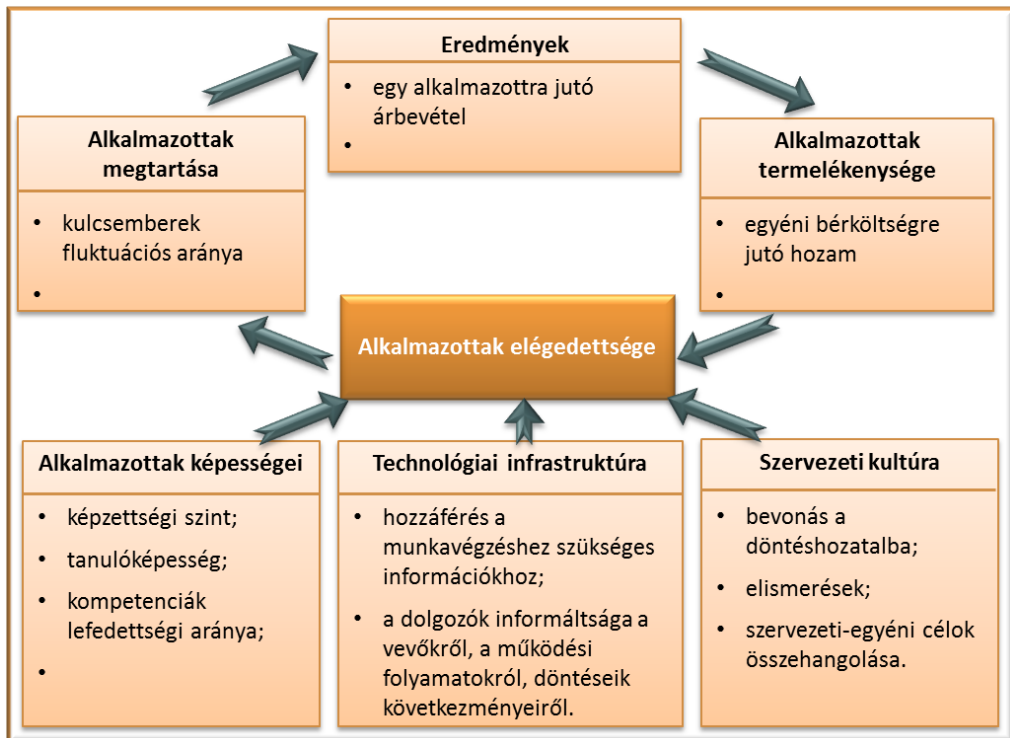 Eredmények
• egy alkalmazottra jutó
árbevétel
•
Alkalmazottak
megtartása
• kulcsemberek
fluktuációs aránya
•
Alkalmazottak
termelékenysége
• egyéni bérköltségre
jutó hozam
•
Alkalmazottak elégedettsége
Alkalmazottak képességei
• képzettségi szint;
• tanulóképesség;
• kompetenciák
lefedettségi aránya;
•
Technológiai infrastruktúra
• hozzáférés a
munkavégzéshez szükséges
információkhoz;
• a dolgozók informáltsága a
vevőkről, a működési
folyamatokról, döntéseik
következményeiről.
Szervezeti kultúra
• bevonás a
döntéshozatalba;
• elismerések;
• szervezeti-egyéni célok
összehangolása.